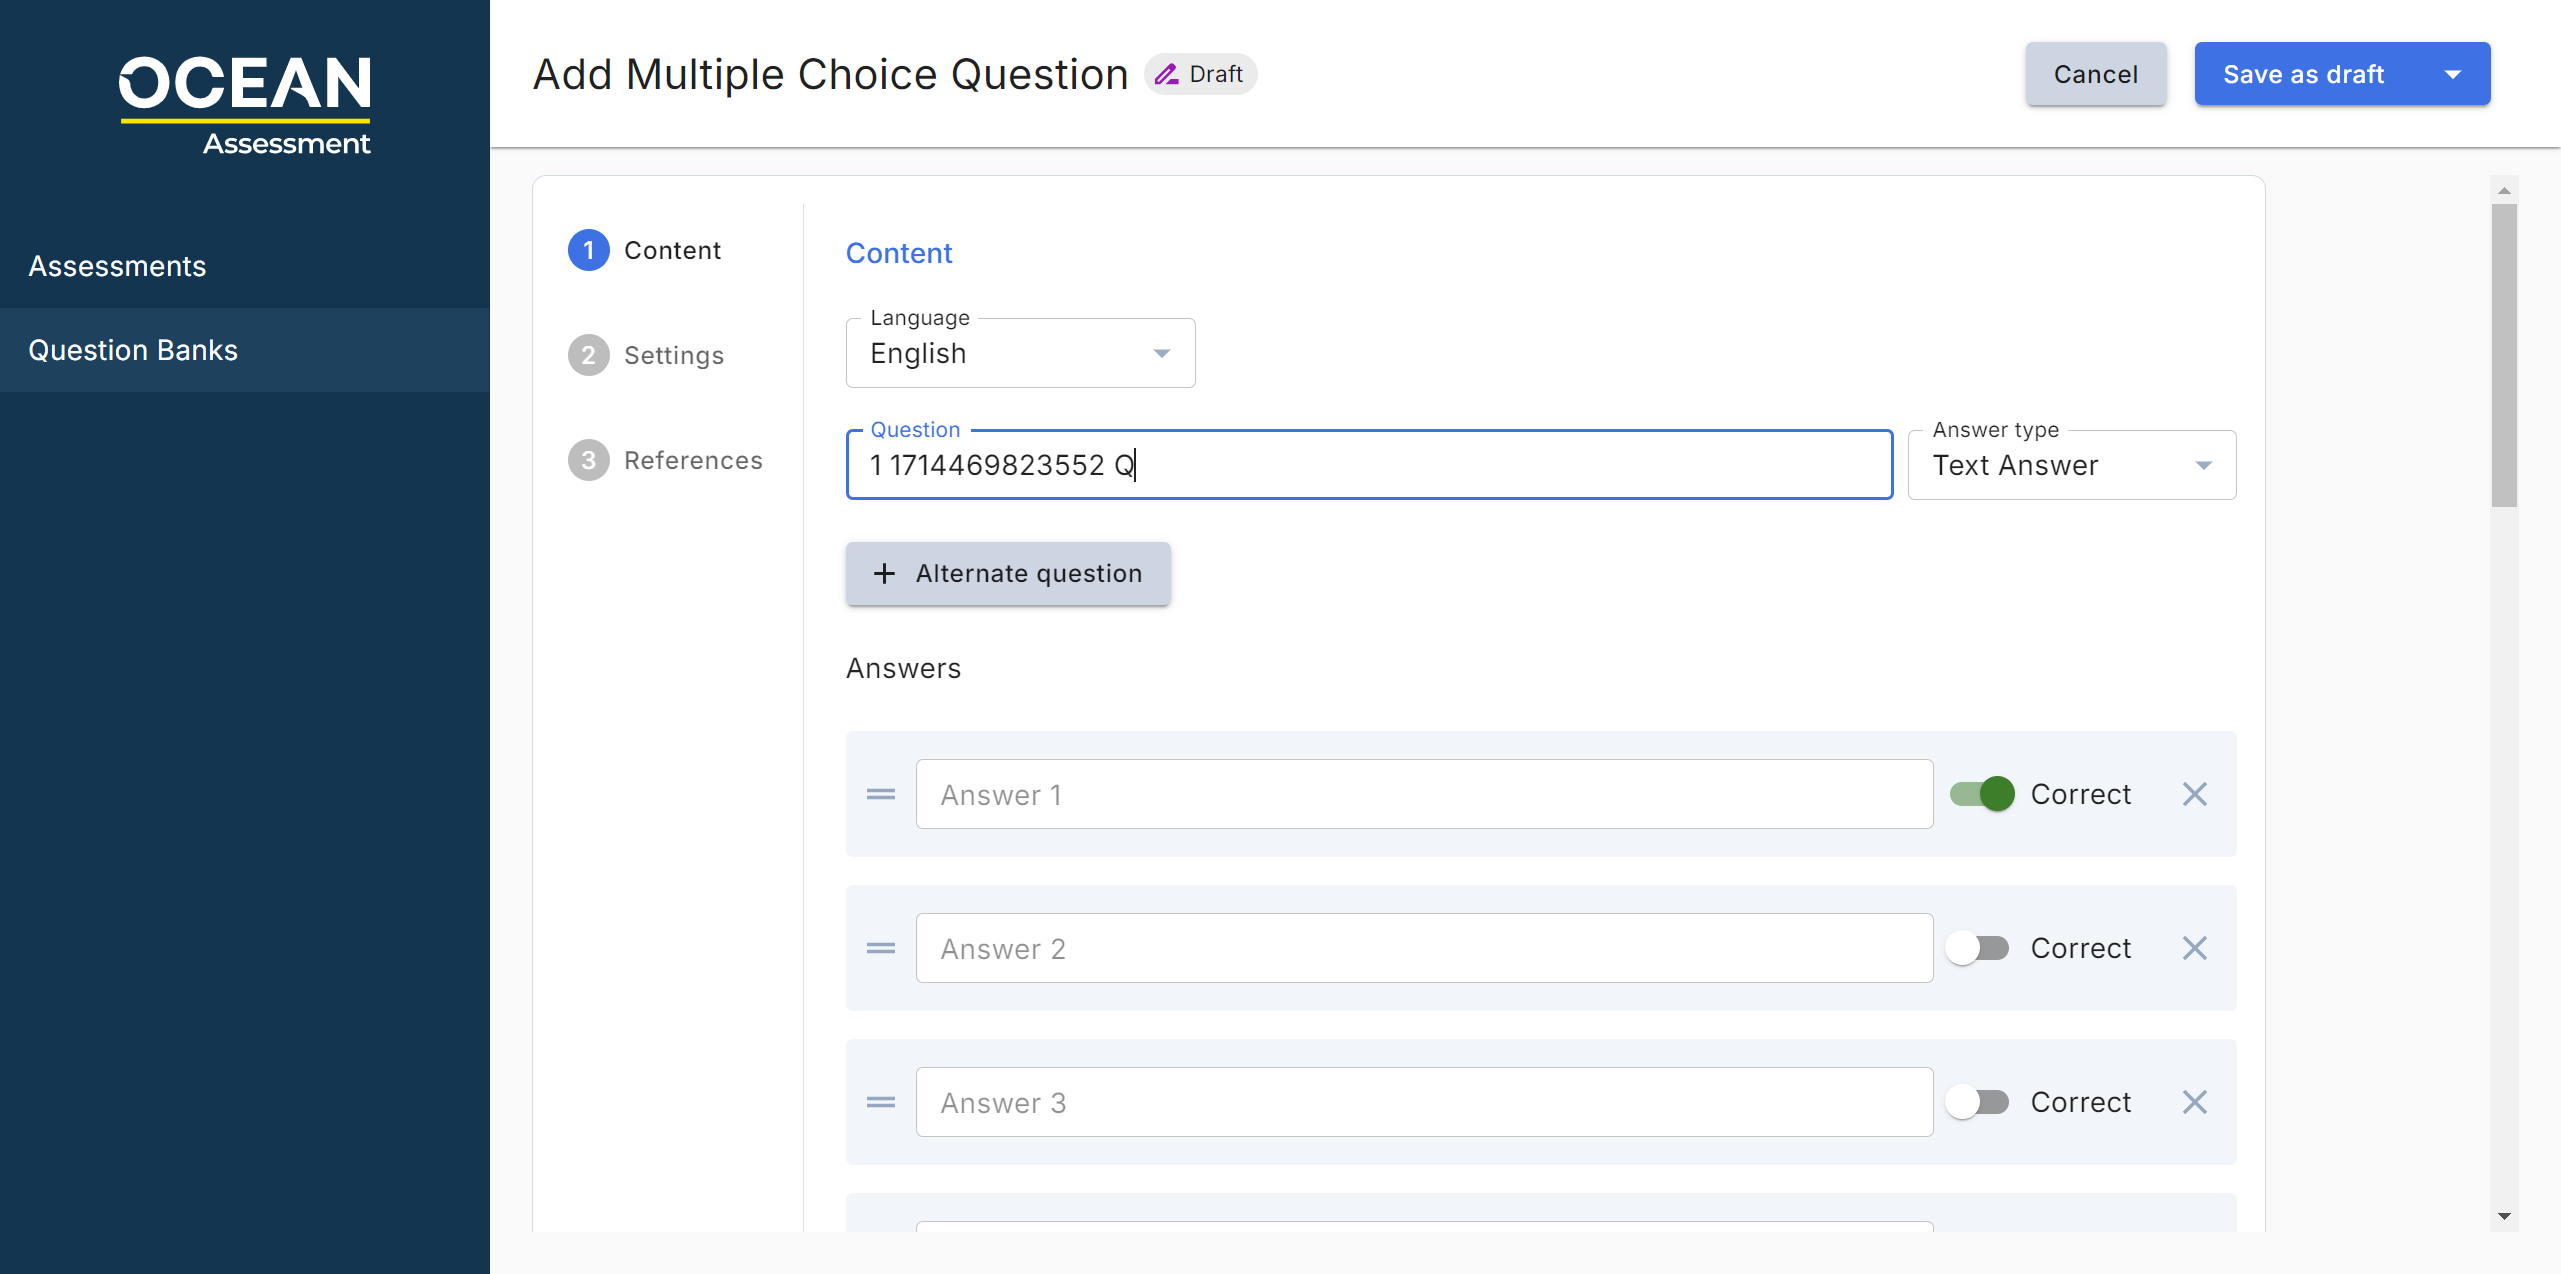 OCEAN
Assessment
Assessments
Question Banks
Add Multiple Choice Question
Draft
Cancel
Save as draft
1 Content
2 Settings
3 References
Content
Language
English
Question
1 1714469823552 Q
Answer type
Text Answer
+ Alternate question
Answers
Answer 1
Correct
Answer 2
Correct
Answer 3
Correct